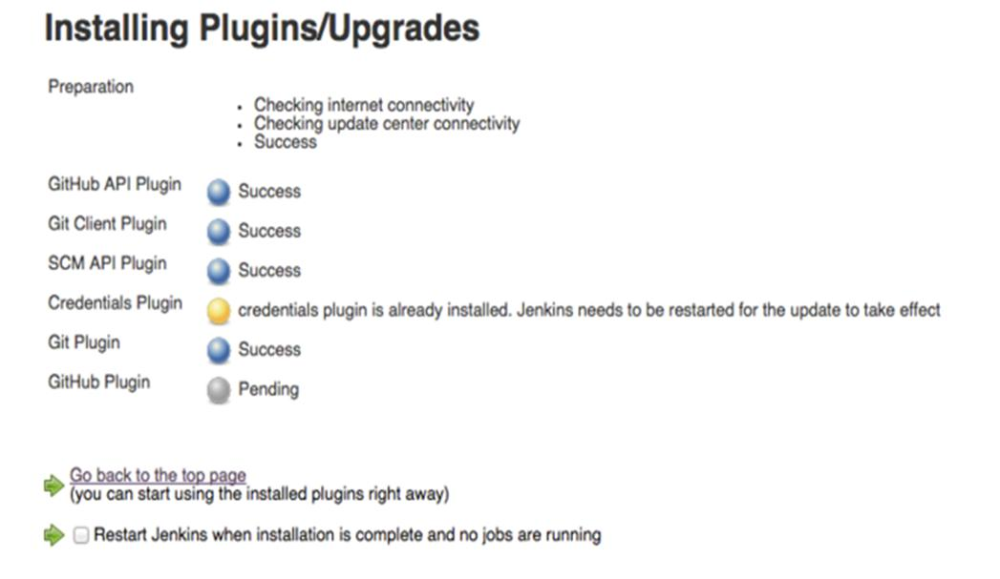 Installing Plugins/Upgrades
Preparation
• Checking internet connectivity
• Checking update center connectivity
• Success
GitHub API Plugin Success
Git Client Plugin Success
SCM API Plugin Success
Credentials Plugin credentials plugin is already installed. Jenkins needs to be restarted for the update to take effect
Git Plugin Success
GitHub Plugin Pending
Go back to the top page
(you can start using the installed plugins right away)
Restart Jenkins when installation is complete and no jobs are running